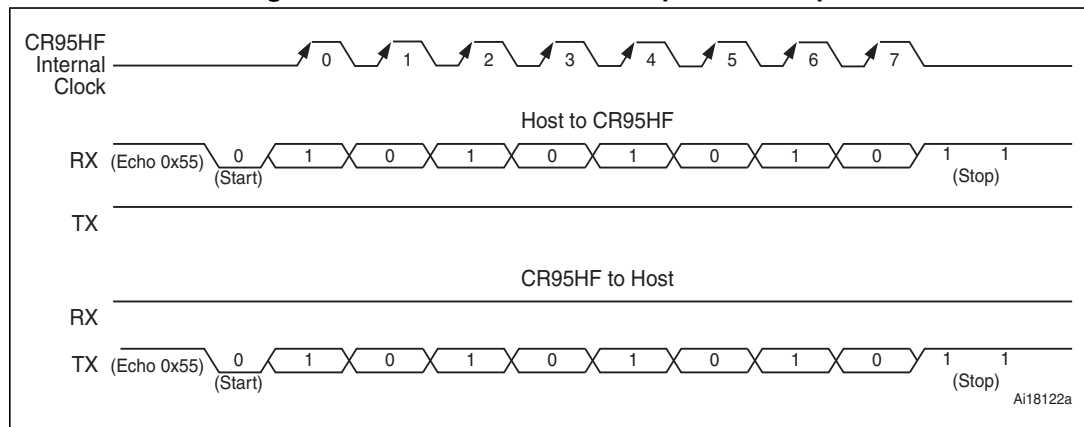 CR95HF
Internal
Clock
0 1 2 3 4 5 6 7
Host to CR95HF
RX (Echo 0x55) 0 1 0 1 0 1 0 1 0 1 1
(Start) (Stop)
TX
CR95HF to Host
RX
TX (Echo 0x55) 0 1 0 1 0 1 0 1 0 1 1
(Start) (Stop)
Ai18122a